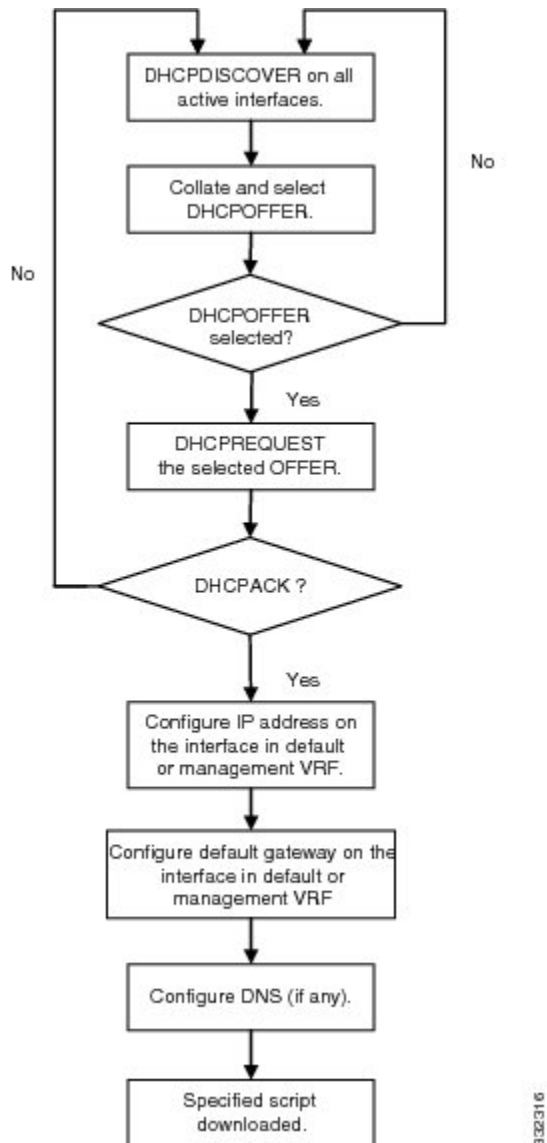 DHCPDISCOVER on all
active interfaces.
No
Collate and select
DHCPOFFER.
No
DHCPOFFER
selected?
Yes
DHCPREQUEST
the selected OFFER.
DHCPACK ?
Yes
Configure IP address on
the interface in default
or management VRF.
Configure default gateway on the
interface in default or
management VRF
Configure DNS (if any).
Specified script
downloaded.
332316